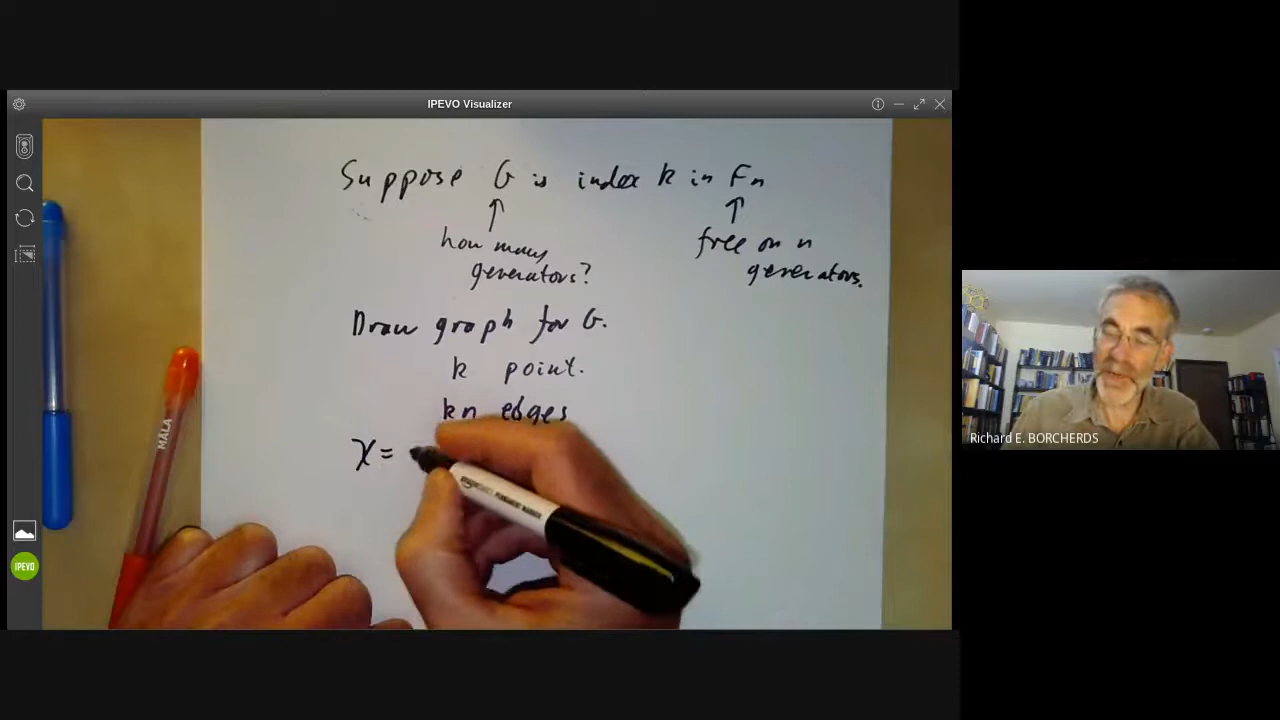 IPEVO Visualizer
Suppose G is index k in Fn
how many
generators?
free on n
generators.
Draw graph for G.
k point.
kn edges
χ =
MALA
IPEVO
Richard E. BORCHERDS